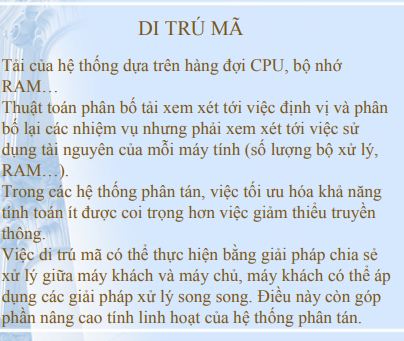 DI TRÚ MÃ
Tải của hệ thống dựa trên hàng đợi CPU, bộ nhớ
RAM…
Thuật toán phân bố tải xem xét tới việc định vị và phân
bố lại các nhiệm vụ nhưng phải xem xét tới việc sử
dụng tài nguyên của mỗi máy tính (số lượng bộ xử lý,
RAM…).
Trong các hệ thống phân tán, việc tối ưu hóa khả năng
tính toán ít được coi trọng hơn việc giảm thiểu truyền
thông.
Việc di trú mã có thể thực hiện bằng giải pháp chia sẻ
xử lý giữa máy khách và máy chủ, máy khách có thể áp
dụng các giải pháp xử lý song song. Điều này còn góp
phần nâng cao tính linh hoạt của hệ thống phân tán.